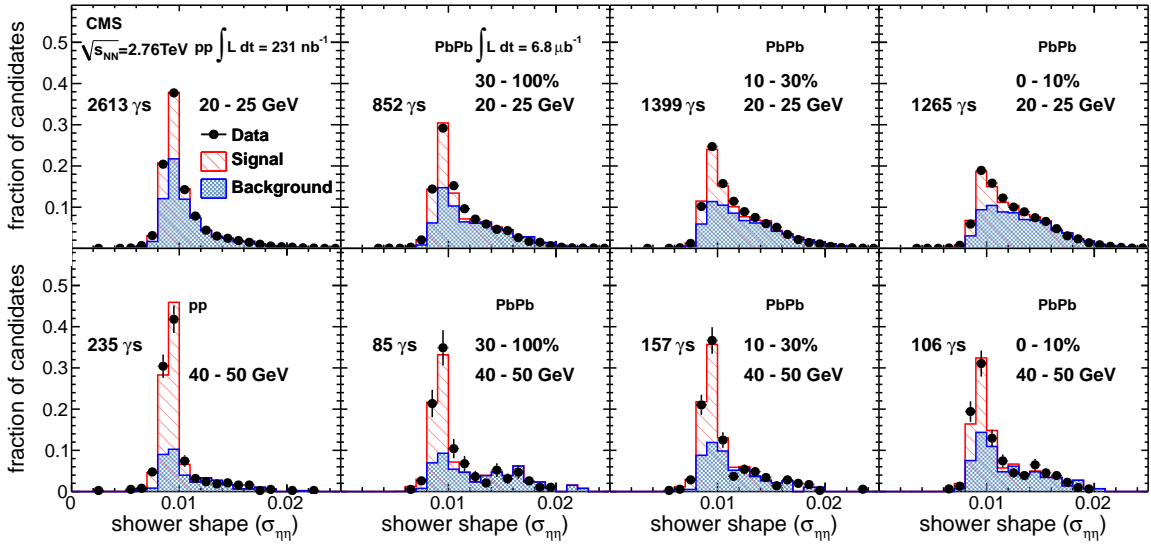 CMS
√s_NN=2.76TeV pp ∫L dt = 231 nb⁻¹
2613 γs 20 - 25 GeV
Data
Signal
Background
fraction of candidates
0.5
0.4
0.3
0.2
0.1
PbPb ∫L dt = 6.8 μb⁻¹
30 - 100%
852 γs 20 - 25 GeV
PbPb
10 - 30%
1399 γs 20 - 25 GeV
PbPb
0 - 10%
1265 γs 20 - 25 GeV
pp
235 γs
40 - 50 GeV
fraction of candidates
0.5
0.4
0.3
0.2
0.1
0
0 0.01 0.02
shower shape (σ_ηη)
PbPb
85 γs 30 - 100%
40 - 50 GeV
0.01 0.02
shower shape (σ_ηη)
PbPb
157 γs 10 - 30%
40 - 50 GeV
0.01 0.02
shower shape (σ_ηη)
PbPb
106 γs 0 - 10%
40 - 50 GeV
0.01 0.02
shower shape (σ_ηη)